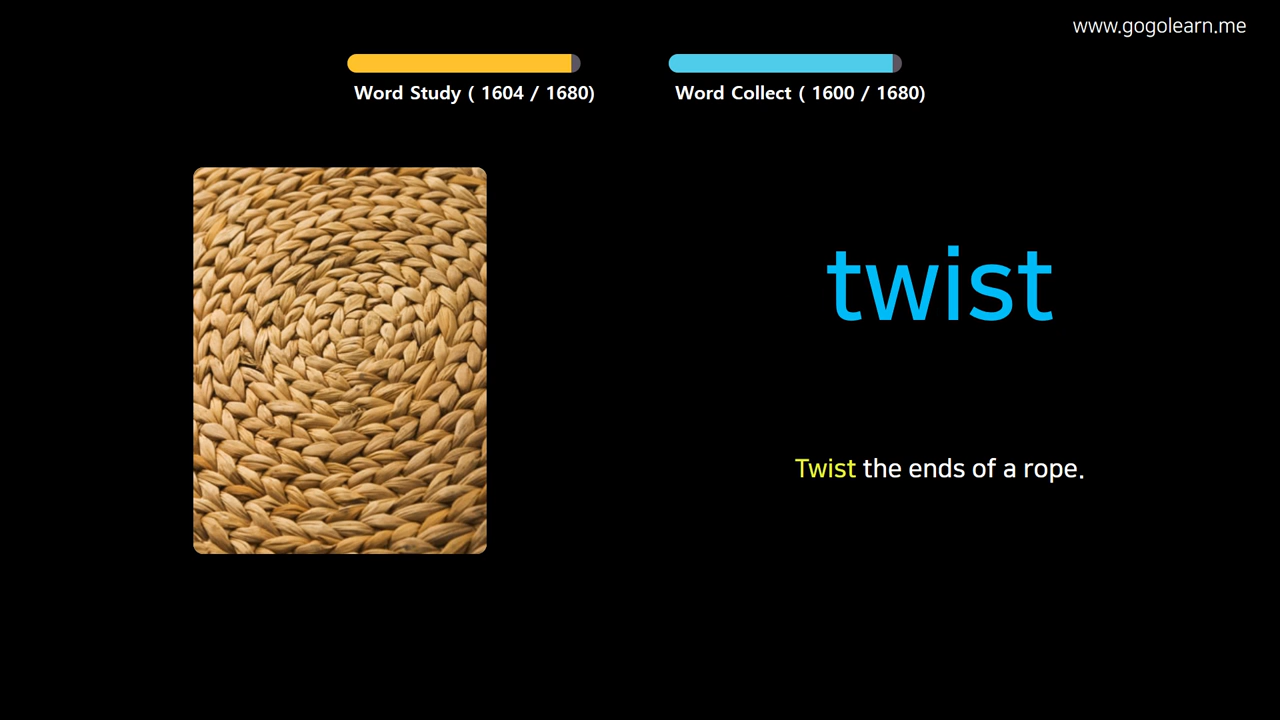 www.gogolearn.me
Word Study ( 1604 / 1680)
Word Collect ( 1600 / 1680)
twist
Twist the ends of a rope.